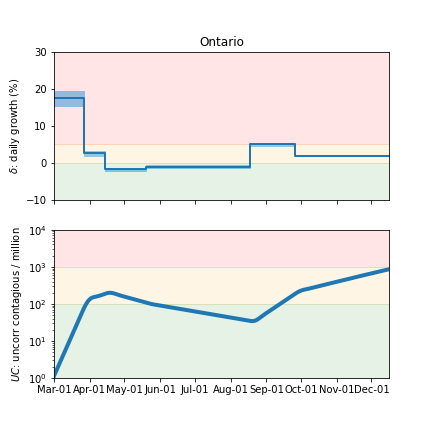 Ontario
δ: daily growth (%)
30
20
10
0
−10
UC: uncorr contagious / million
10⁴
10³
10²
10¹
10⁰
Mar-01 Apr-01 May-01 Jun-01 Jul-01 Aug-01 Sep-01 Oct-01 Nov-01 Dec-01